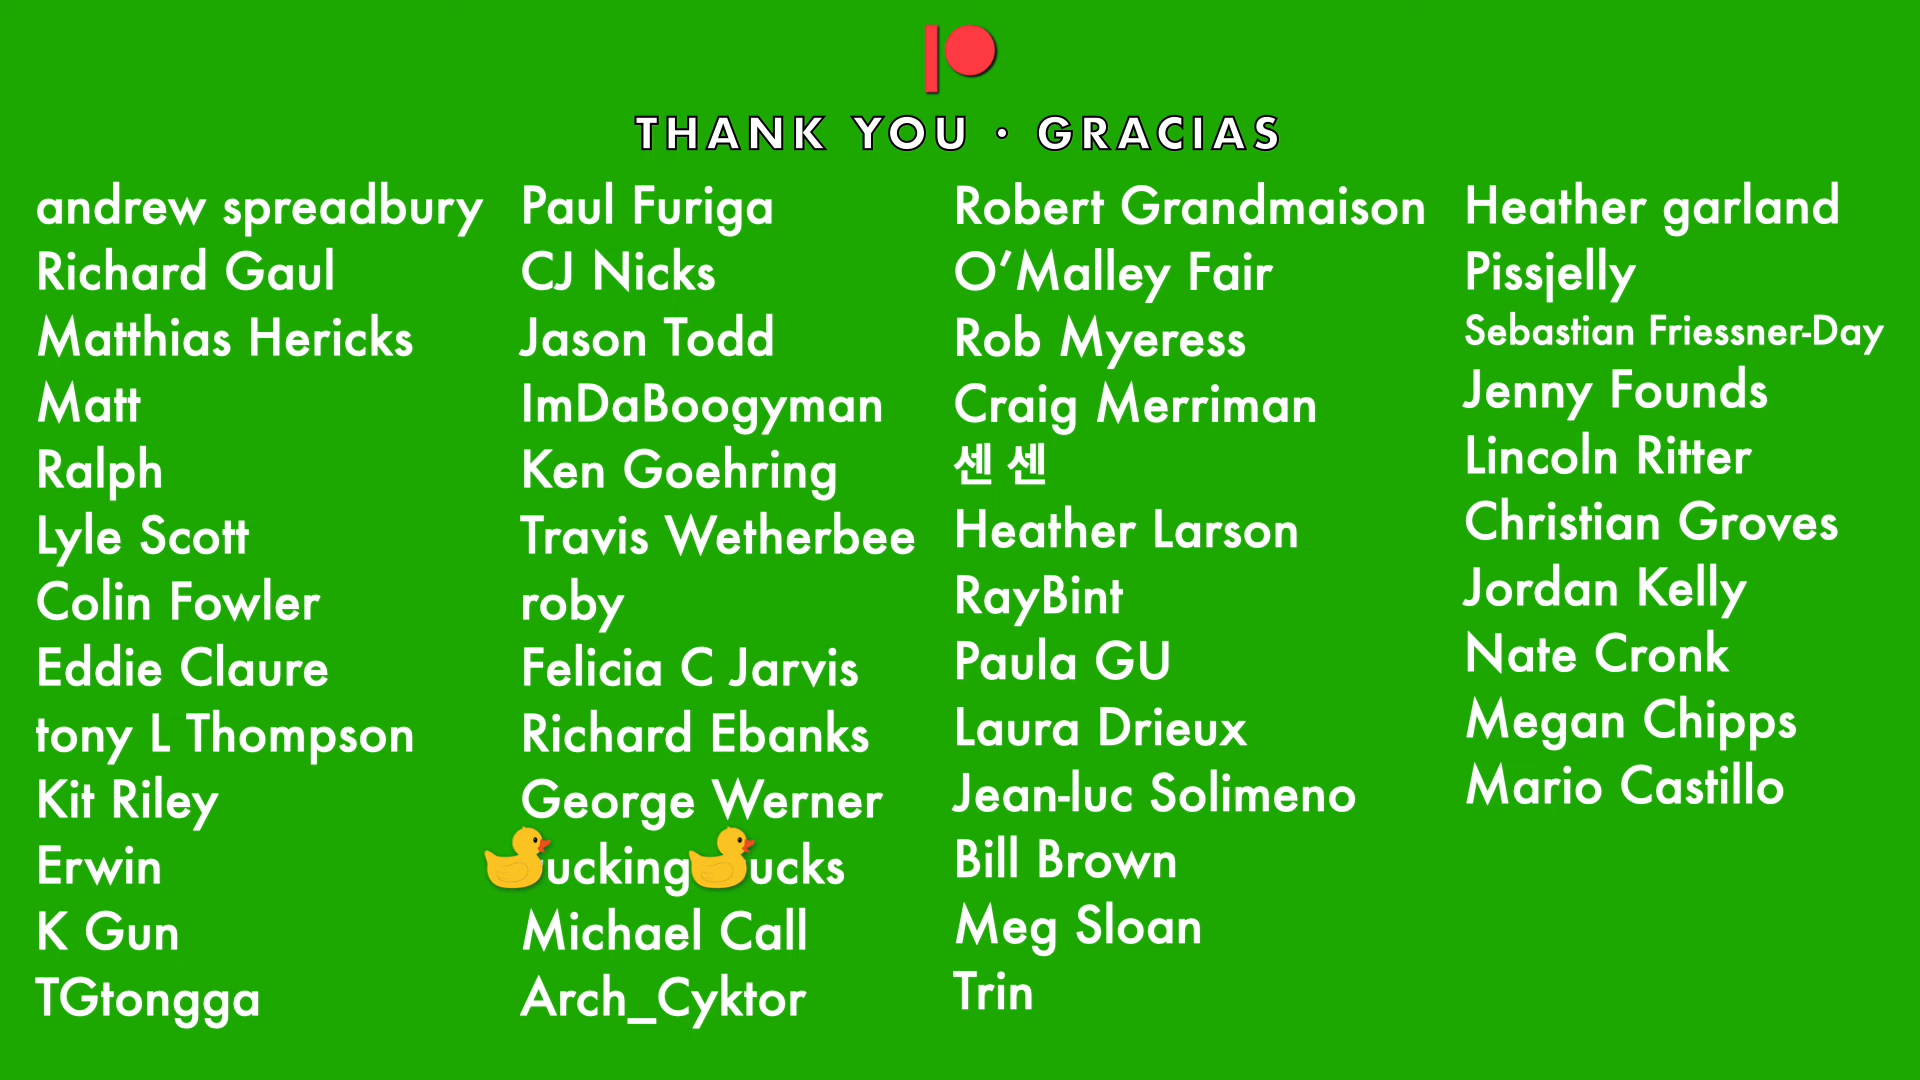 THANK YOU · GRACIAS
andrew spreadbury
Richard Gaul
Matthias Hericks
Matt
Ralph
Lyle Scott
Colin Fowler
Eddie Claure
tony L Thompson
Kit Riley
Erwin
K Gun
TGtongga
Paul Furiga
CJ Nicks
Jason Todd
ImDaBoogyman
Ken Goehring
Travis Wetherbee
roby
Felicia C Jarvis
Richard Ebanks
George Werner
ucking ucks
Michael Call
Arch_Cyktor
Robert Grandmaison
O’Malley Fair
Rob Myeress
Craig Merriman
센 센
Heather Larson
RayBint
Paula GU
Laura Drieux
Jean-luc Solimeno
Bill Brown
Meg Sloan
Trin
Heather garland
Pissjelly
Sebastian Friessner-Day
Jenny Founds
Lincoln Ritter
Christian Groves
Jordan Kelly
Nate Cronk
Megan Chipps
Mario Castillo